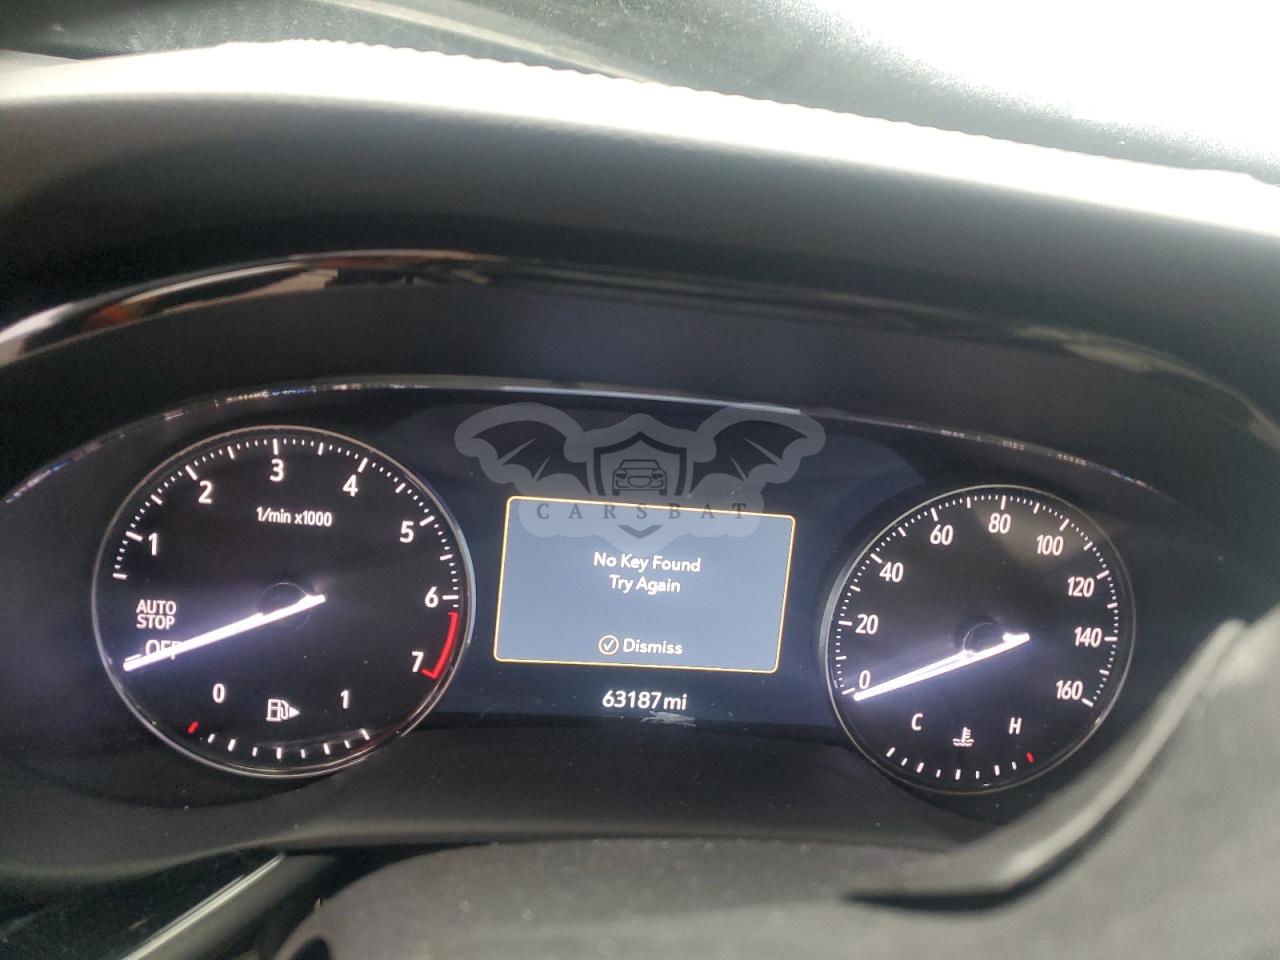 3
2
4
1/min x1000
1
5
AUTO
STOP
OFF
6
7
0
1
CARSBAT
No Key Found
Try Again
Dismiss
63187 mi
80
60
100
40
120
20
140
0
160
C
H